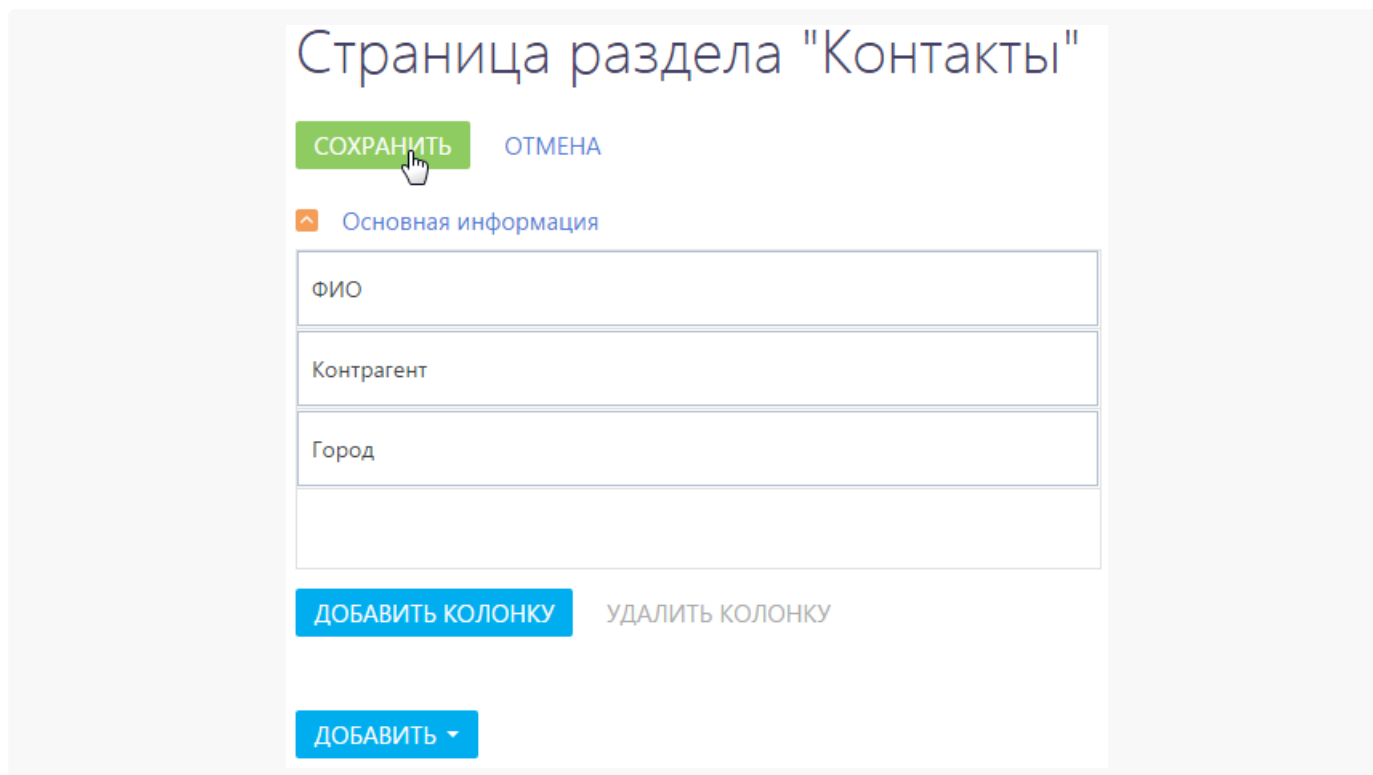 Страница раздела "Контакты"
СОХРАНИТЬ ОТМЕНА
Основная информация
ФИО
Контрагент
Город
ДОБАВИТЬ КОЛОНКУ УДАЛИТЬ КОЛОНКУ
ДОБАВИТЬ